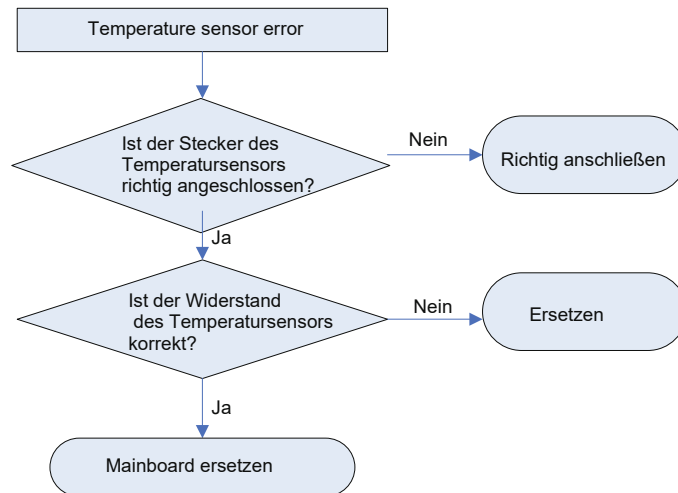 Temperature sensor error
Ist der Stecker des
Temperatursensors
richtig angeschlossen?
Nein
Richtig anschließen
Ja
Ist der Widerstand
des Temperatursensors
korrekt?
Nein
Ersetzen
Ja
Mainboard ersetzen